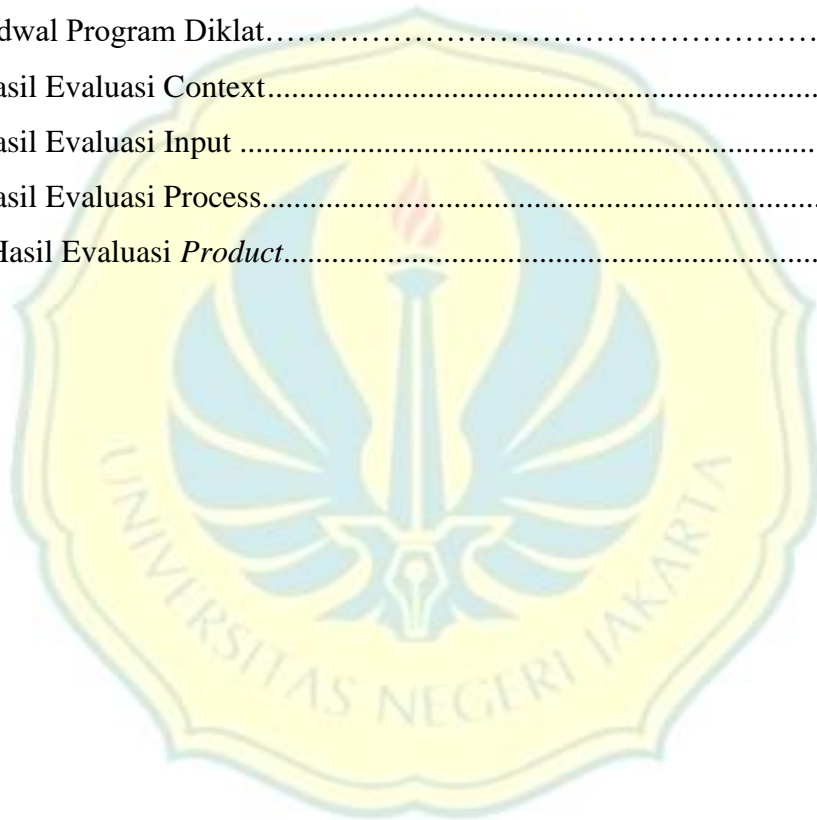 dwal Program Diklat……………………………………………………
asil Evaluasi Context................................................................................
asil Evaluasi Input ...................................................................................
asil Evaluasi Process.................................................................................
Hasil Evaluasi Product..............................................................................
UNIVERSITAS NEGERI JAKARTA